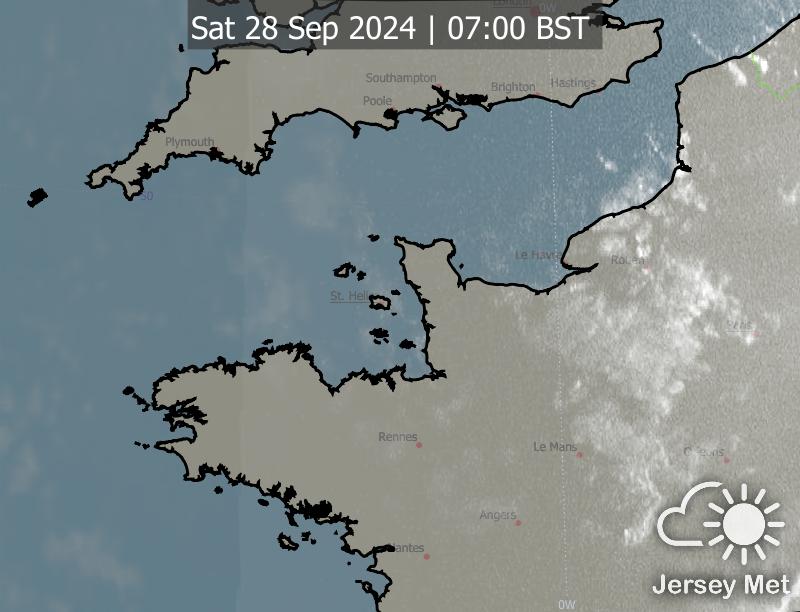 London
0W
Sat 28 Sep 2024 | 07:00 BST
Southampton
Brighton
Hastings
Poole
Plymouth
50
Le Havre
Rouen
St. Helier
Paris
Rennes
Le Mans
Orleans
Angers
Nantes
Jersey Met
0W